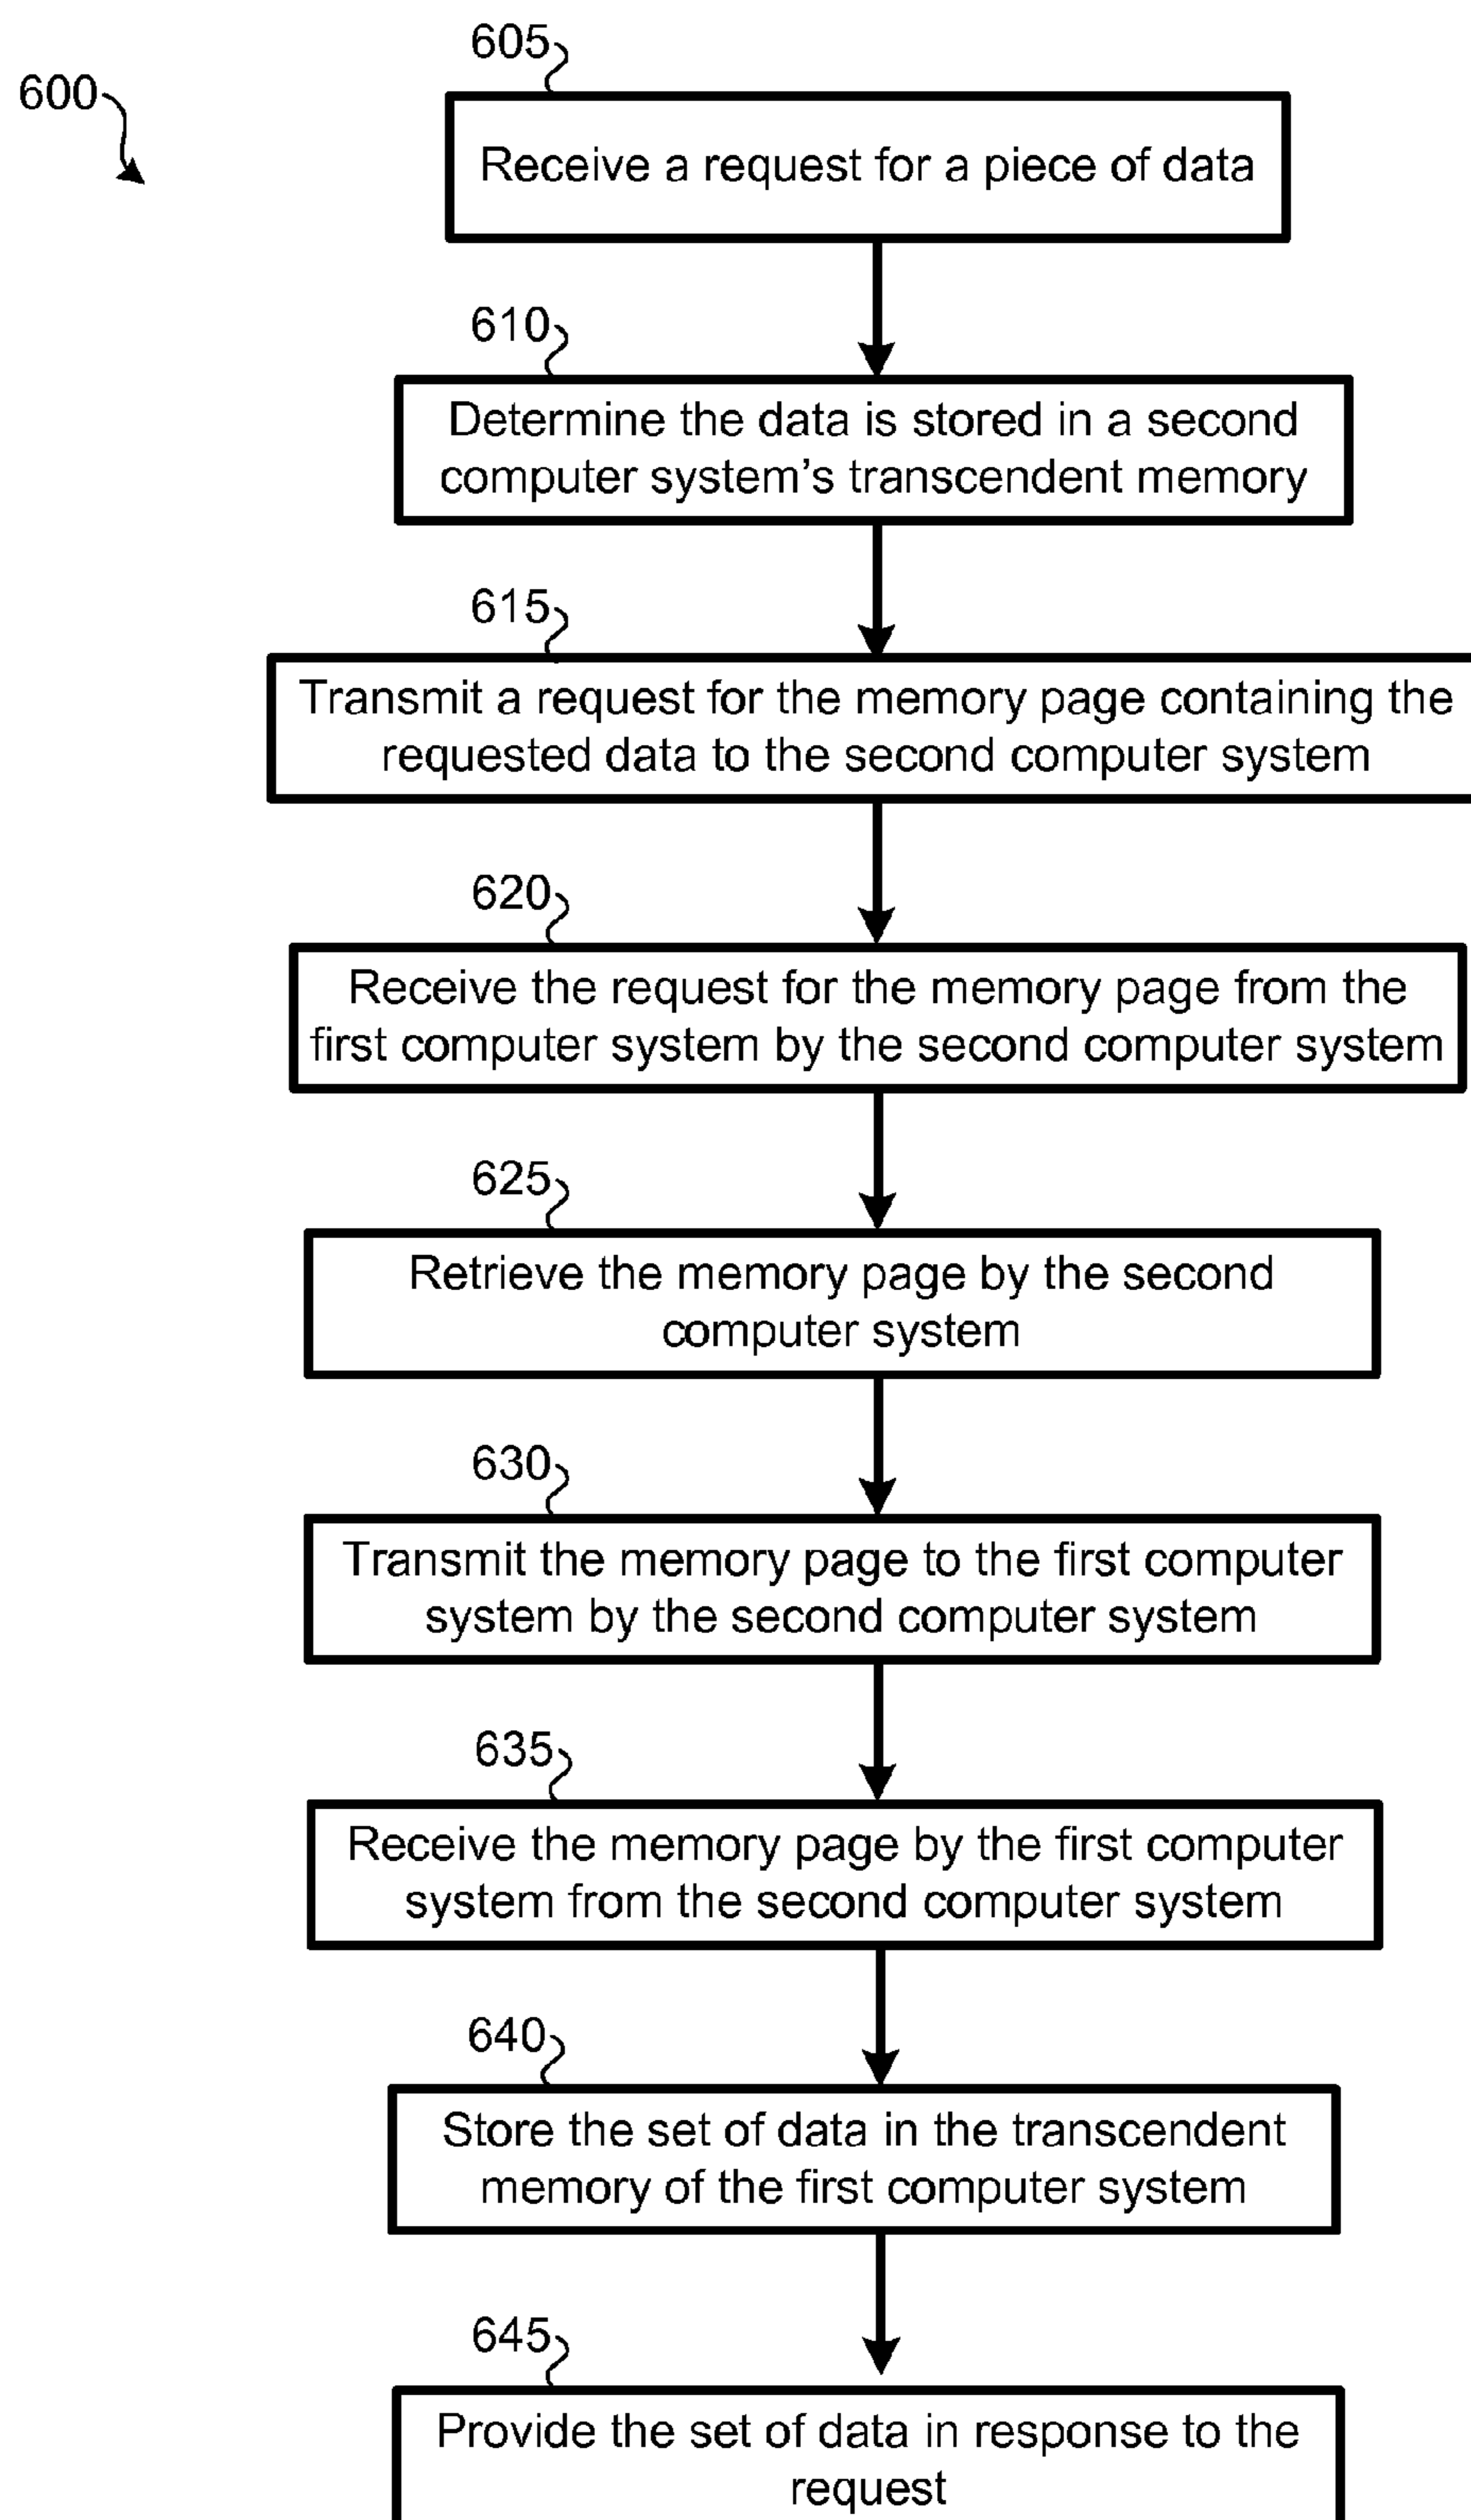 605
600
Receive a request for a piece of data
610
Determine the data is stored in a second
computer system's transcendent memory
615
Transmit a request for the memory page containing the
requested data to the second computer system
620
Receive the request for the memory page from the
first computer system by the second computer system
625
Retrieve the memory page by the second
computer system
630
Transmit the memory page to the first computer
system by the second computer system
635
Receive the memory page by the first computer
system from the second computer system
640
Store the set of data in the transcendent
memory of the first computer system
645
Provide the set of data in response to the
request